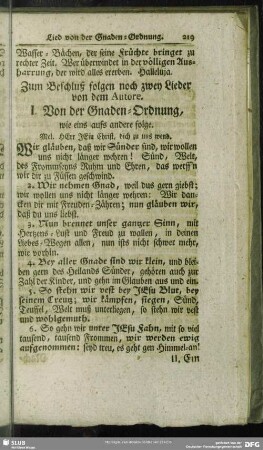 Lied von der Gnaden-Ordnung. 219
Wasser-Bächen, der seine Früchte bringet zu
rechter Zeit. Wer überwindet in der völligen Aus-
harrung, der wird alles ererben. Halleluja.
Zum Beschluß folgen noch zwey Lieder
von dem Autore.
I. Von der Gnaden-Ordnung,
wie eins aufs andere folge.
Mel. HErr JEsu Christ, dich zu uns wend.
Wir gläuben, daß wir Sünder sind, wir wollen
uns nicht länger wehren! Sünd, Welt,
des Frommseyns Ruhm und Ehren, das werffʼn
wir dir zu Füssen geschwind.
2. Wir nehmen Gnad, weil dus gern giebst;
wir wollen uns nicht länger wehren: Wir dan-
cken dir mit Freuden-Zähren; nun gläuben wir,
daß du uns liebst.
3. Nun brennet unser ganzer Sinn, mit
Hertzens-Lust und Freud zu wallen, in deinen
Liebes-Wegen allen, nun ists nicht schwer mehr,
wie vorhin.
4. Bey aller Gnade sind wir klein, und blei-
ben gern des Heilands Sünder, gehören auch zur
Zahl der Kinder, und gehn im Glauben aus und ein.
5. So stehn wir vest bey JEsu Blut, bey
seinem Creutz; wir kämpfen, siegen, Sünd,
Teuffel, Welt muß unterliegen, so stehn wir vest
und wohlgemuth.
6. So gehn wir unter JEsu Fahn, mit so viel
tausend, tausend Frommen, wir werden ewig
aufgenommen: seyd treu, es geht gen Himmel-an!
II. Ein
SLUB
DFG